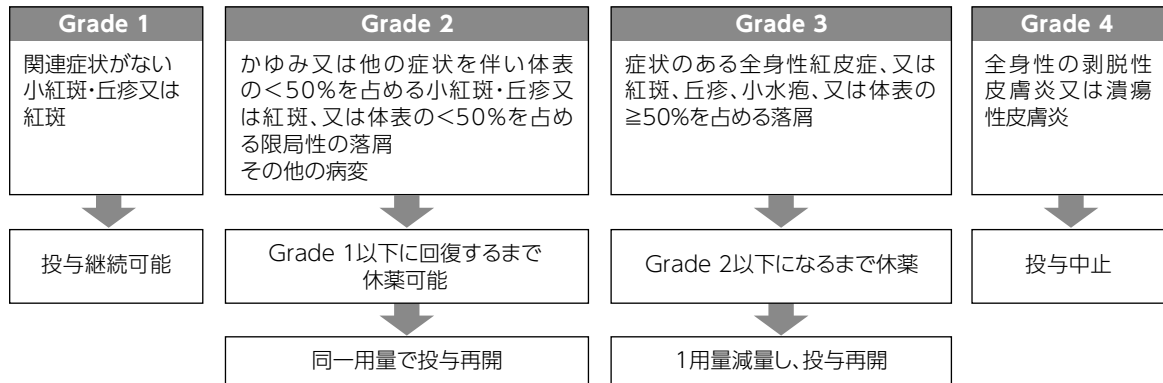 Grade 1
関連症状がない
小紅斑・丘疹又は
紅斑
投与継続可能
Grade 2
かゆみ又は他の症状を伴い体表
の<50%を占める小紅斑・丘疹又
は紅斑、又は体表の<50%を占め
る限局性の落屑
その他の病変
Grade 1以下に回復するまで
休薬可能
同一用量で投与再開
Grade 3
症状のある全身性紅皮症、又は
紅斑、丘疹、小水疱、又は体表の
≧50%を占める落屑
Grade 2以下になるまで休薬
1用量減量し、投与再開
Grade 4
全身性の剥脱性
皮膚炎又は潰瘍
性皮膚炎
投与中止